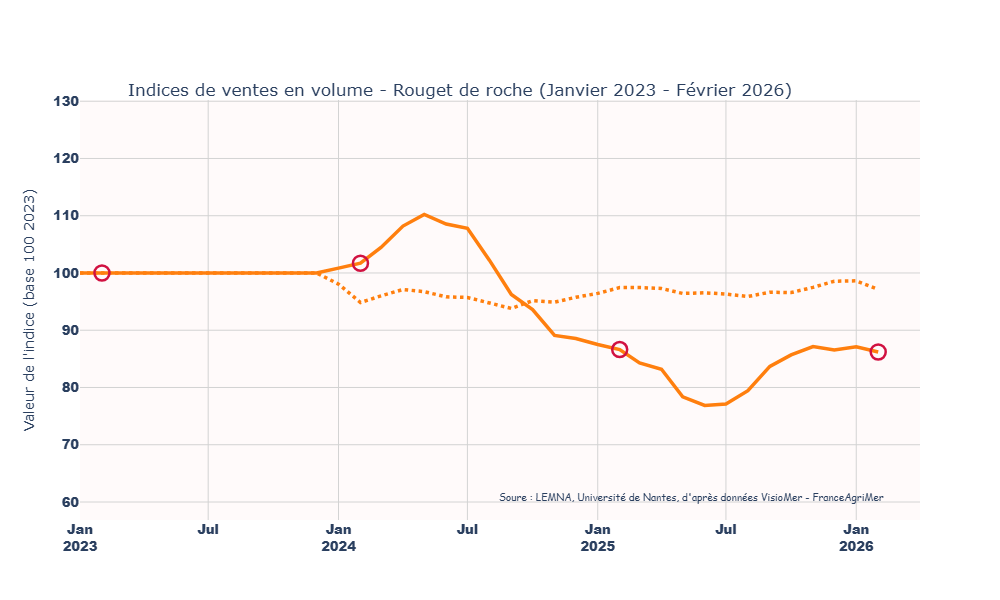 Indices de ventes en volume - Rouget de roche (Janvier 2023 - Février 2026)
Valeur de l'indice (base 100 2023)
130
120
110
100
90
80
70
60
Soure : LEMNA, Université de Nantes, d'après données VisioMer - FranceAgriMer
Jan Jul Jan Jul Jan Jul Jan
2023 2024 2025 2026